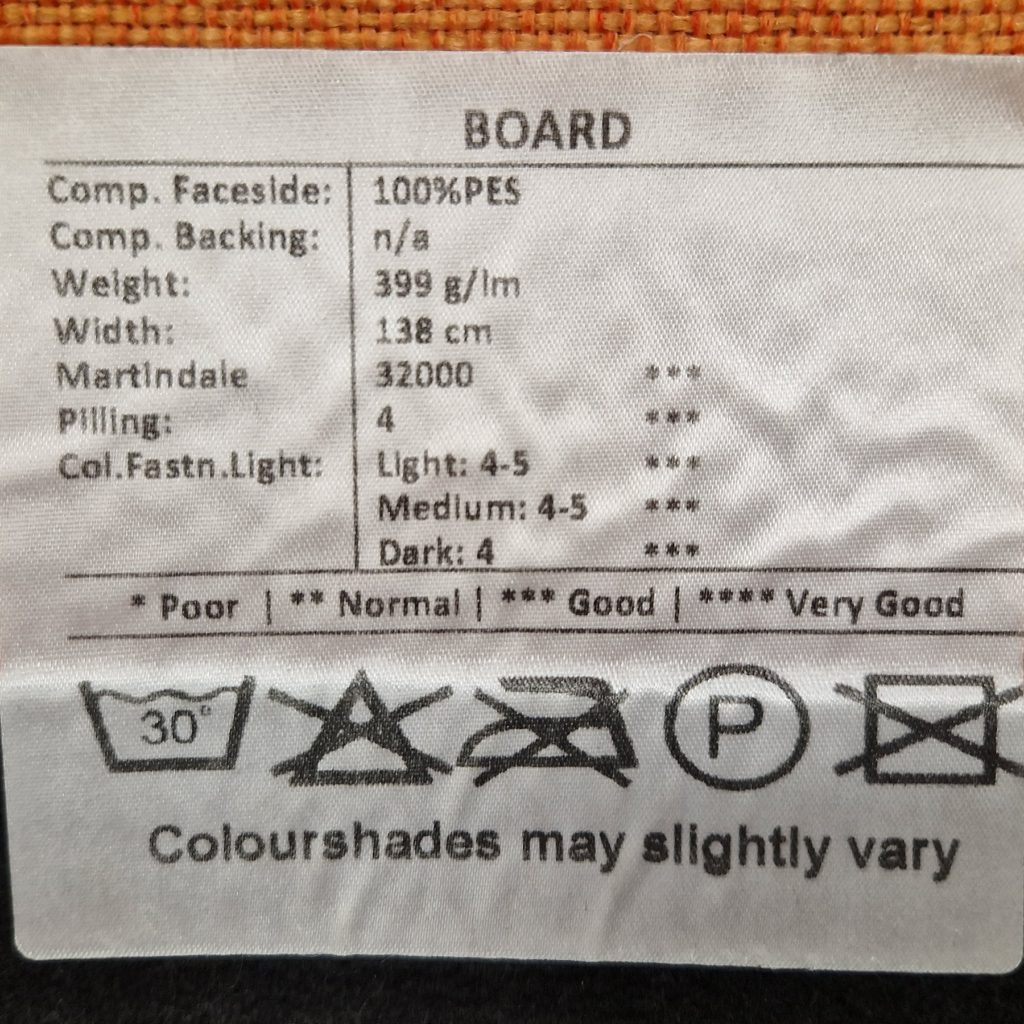 BOARD
Comp. Faceside: 100%PES
Comp. Backing: n/a
Weight: 399 g/lm
Width: 138 cm
Martindale 32000 ***
Pilling: 4 ***
Col.Fastn.Light: Light: 4-5 ***
Medium: 4-5 ***
Dark: 4 ***
* Poor | ** Normal | *** Good | **** Very Good
30° P
Colourshades may slightly vary